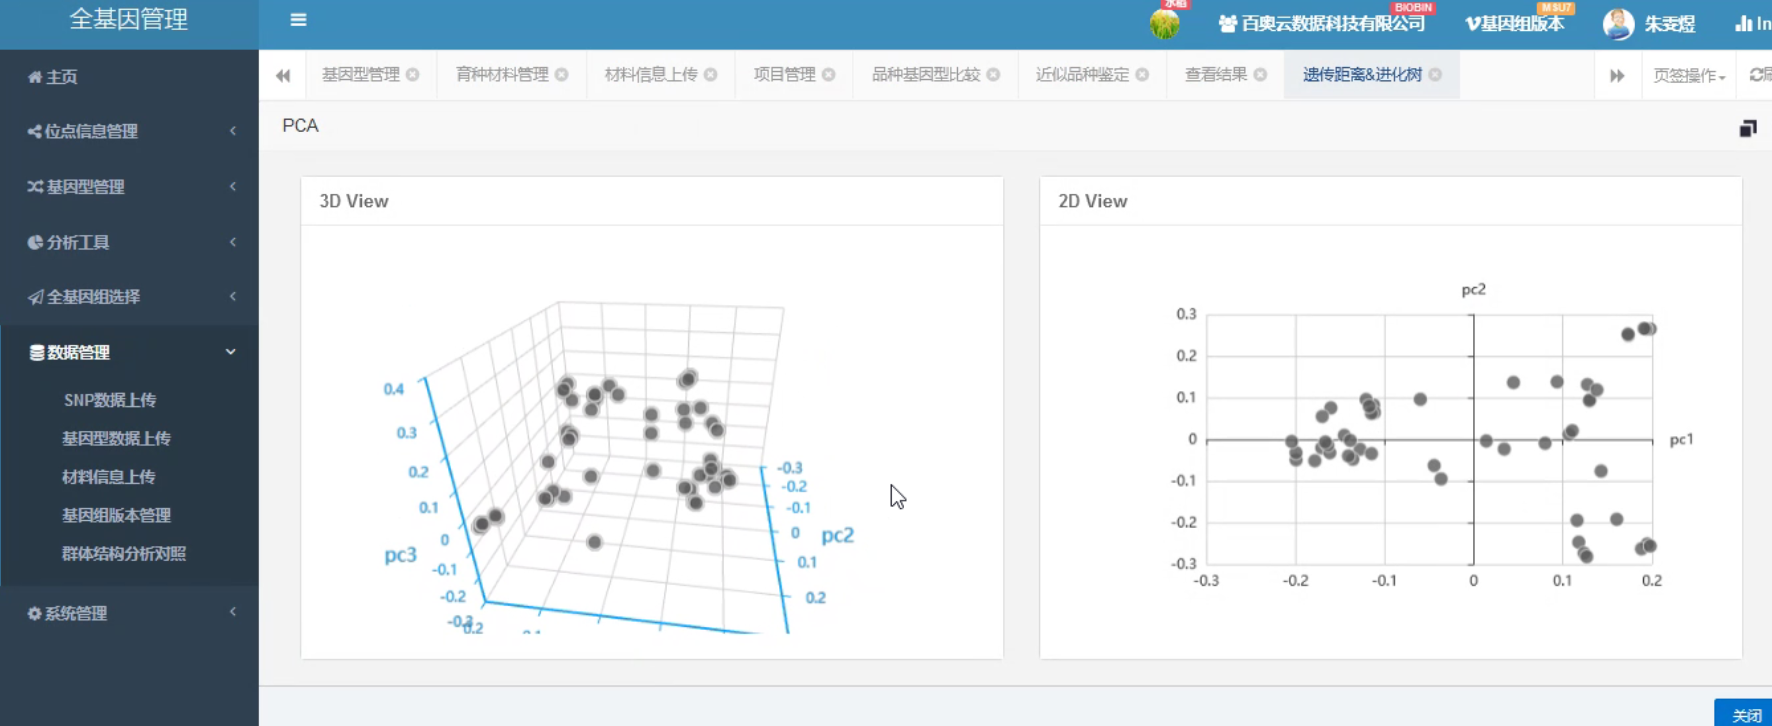 全基因管理
水稻
百奥云数据科技有限公司
BIOBIN
基因组版本
MSU7
朱雯煜
In
主页
位点信息管理
基因型管理
分析工具
全基因组选择
数据管理
SNP数据上传
基因型数据上传
材料信息上传
基因组版本管理
群体结构分析对照
系统管理
基因型管理
育种材料管理
材料信息上传
项目管理
品种基因型比较
近似品种鉴定
查看结果
遗传距离&进化树
页签操作
PCA
3D View
0.4
0.3
0.2
0.1
0
-0.1
-0.2
-0.3
0.2
pc3
-0.3
-0.2
-0.1
0
0.1
0.2
pc2
2D View
pc2
0.3
0.2
0.1
0
-0.1
-0.2
-0.3
pc1
-0.3
-0.2
-0.1
0
0.1
0.2
关闭